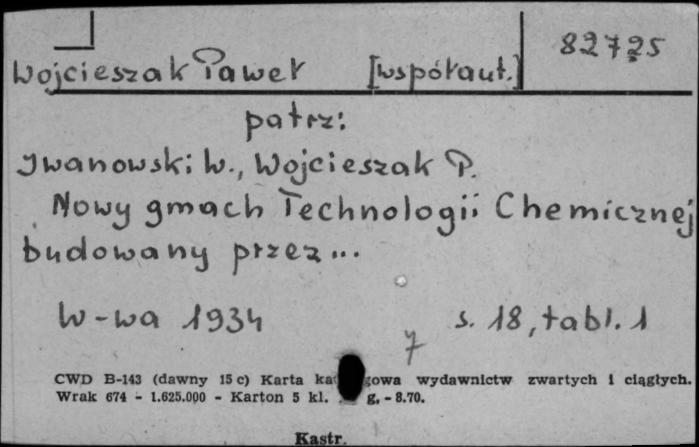 82725
Wojcieszak Paweł [współaut.]
patrz:
Iwanowski W., Wojcieszak P.
Nowy gmach Technologii Chemicznej
budowany przez...
W-wa 1934 s. 18, tabl. 1
7
CWD B-143 (dawny 15 c) Karta wydawnictw zwartych i ciągłych.
Wrak 674 - 1.625.000 - Karton 5 kl. g. - 8.70.
Kastr.